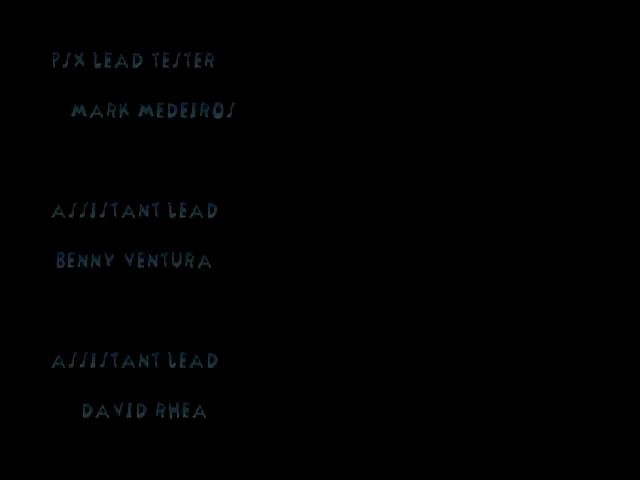 PSX LEAD TESTER
MARK MEDEIROS
ASSISTANT LEAD
BENNY VENTURA
ASSISTANT LEAD
DAVID RHEA